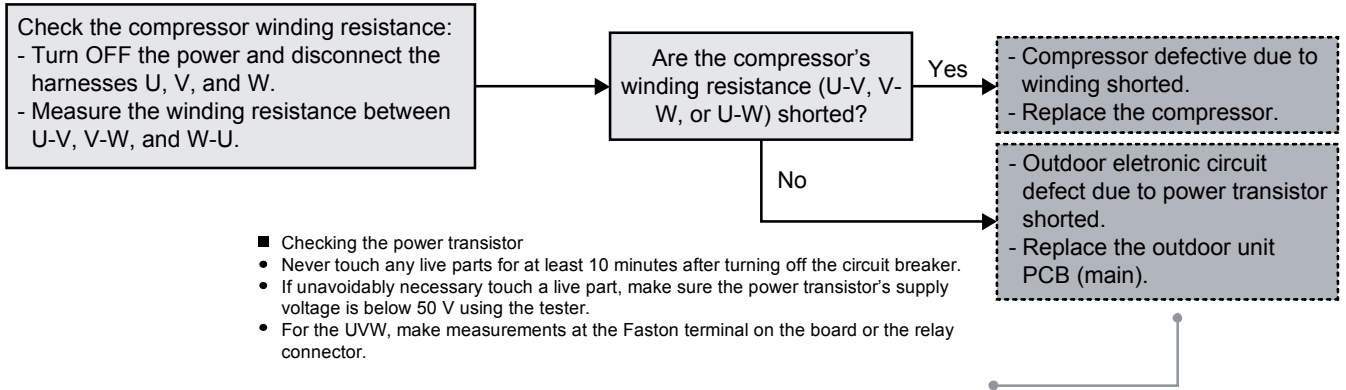 Check the compressor winding resistance:
- Turn OFF the power and disconnect the
harnesses U, V, and W.
- Measure the winding resistance between
U-V, V-W, and W-U.
Are the compressor's
winding resistance (U-V, V-
W, or U-W) shorted?
Yes
- Compressor defective due to
winding shorted.
- Replace the compressor.
No
- Outdoor eletronic circuit
defect due to power transistor
shorted.
- Replace the outdoor unit
PCB (main).
■ Checking the power transistor
• Never touch any live parts for at least 10 minutes after turning off the circuit breaker.
• If unavoidably necessary touch a live part, make sure the power transistor's supply
voltage is below 50 V using the tester.
• For the UVW, make measurements at the Faston terminal on the board or the relay
connector.